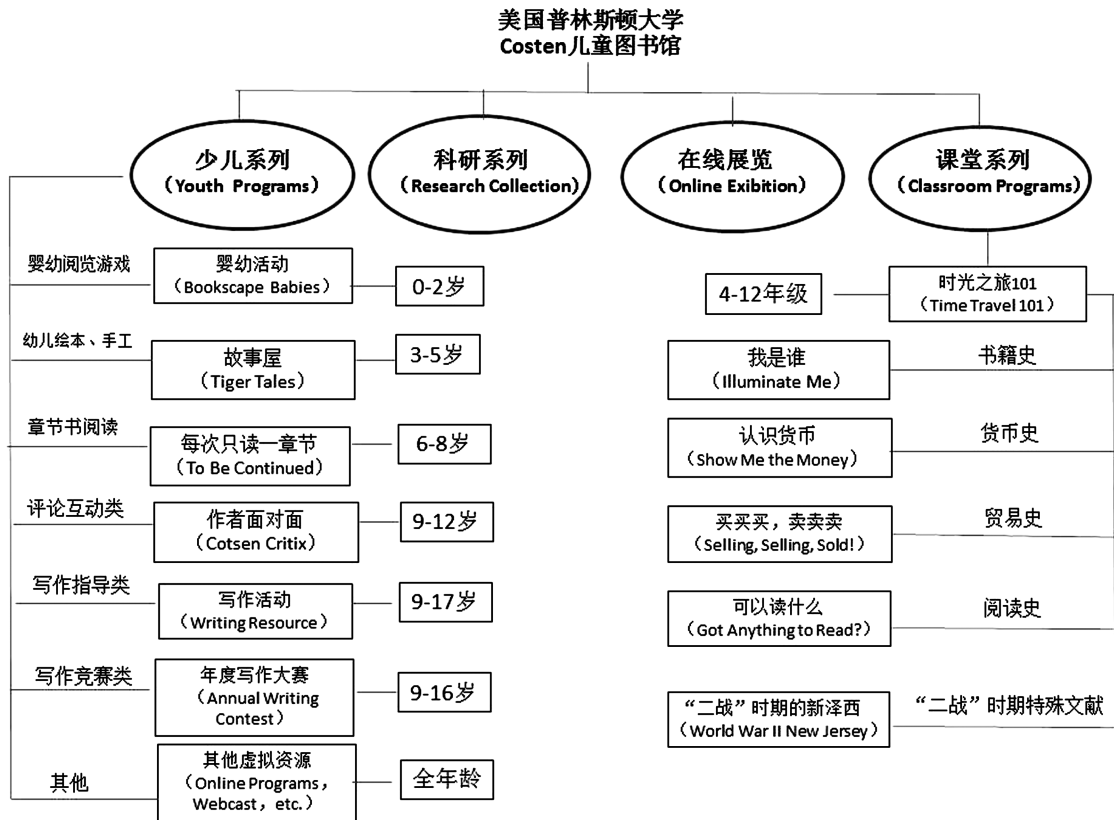 美国普林斯顿大学
Costen儿童图书馆
少儿系列
（Youth Programs）
科研系列
（Research Collection）
在线展览
（Online Exibition）
课堂系列
（Classroom Programs）
婴幼阅览游戏
婴幼活动
（Bookscape Babies）
0-2岁
幼儿绘本、手工
故事屋
（Tiger Tales）
3-5岁
章节书阅读
每次只读一章节
（To Be Continued）
6-8岁
评论互动类
作者面对面
（Cotsen Critix）
9-12岁
写作指导类
写作活动
（Writing Resource）
9-17岁
写作竞赛类
年度写作大赛
（Annual Writing
Contest）
9-16岁
其他
其他虚拟资源
（Online Programs，
Webcast，etc.）
全年龄
4-12年级
时光之旅101
（Time Travel 101）
我是谁
（Illuminate Me）
书籍史
认识货币
（Show Me the Money）
货币史
买买买，卖卖卖
（Selling, Selling, Sold!）
贸易史
可以读什么
（Got Anything to Read?）
阅读史
“二战”时期的新泽西
（World War II New Jersey）
“二战”时期特殊文献